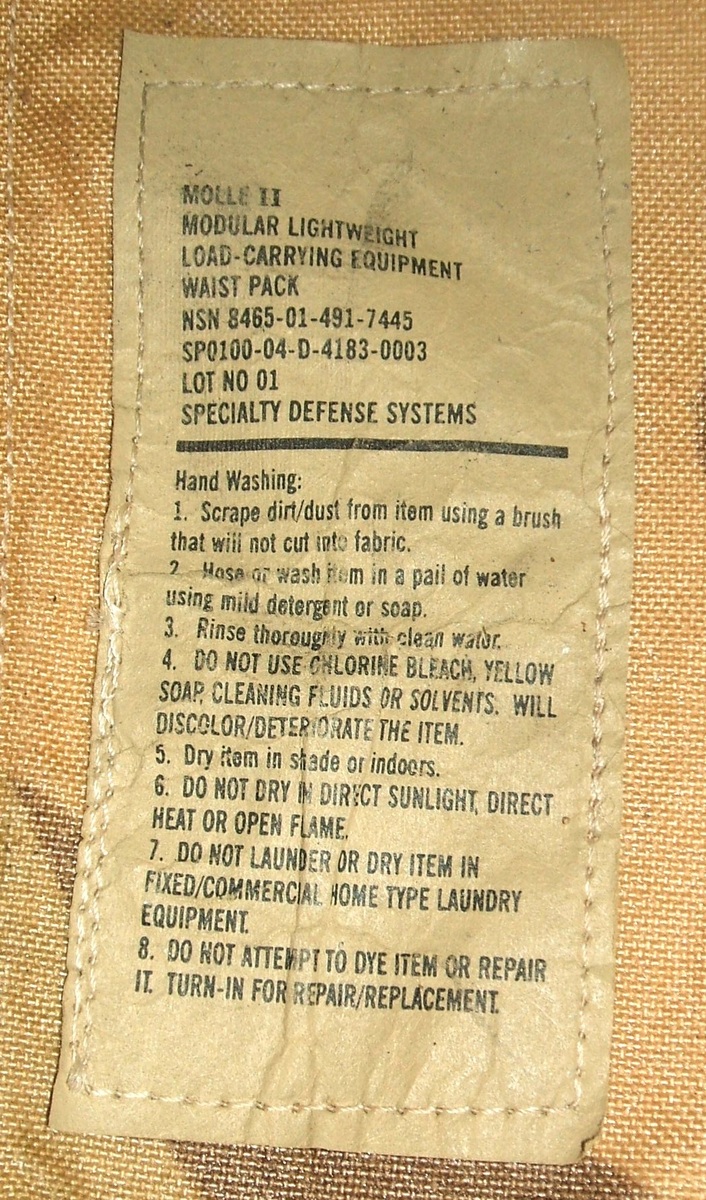 MOLLE II
MODULAR LIGHTWEIGHT
LOAD-CARRYING EQUIPMENT
WAIST PACK
NSN 8465-01-491-7445
SP0100-04-D-4183-0003
LOT NO 01
SPECIALTY DEFENSE SYSTEMS
Hand Washing:
1. Scrape dirt/dust from item using a brush
that will not cut into fabric.
2. Hose or wash item in a pail of water
using mild detergent or soap.
3. Rinse thoroughly with clean water.
4. DO NOT USE CHLORINE BLEACH, YELLOW
SOAP, CLEANING FLUIDS OR SOLVENTS. WILL
DISCOLOR/DETERIORATE THE ITEM.
5. Dry item in shade or indoors.
6. DO NOT DRY IN DIRECT SUNLIGHT, DIRECT
HEAT OR OPEN FLAME.
7. DO NOT LAUNDER OR DRY ITEM IN
FIXED/COMMERCIAL HOME TYPE LAUNDRY
EQUIPMENT.
8. DO NOT ATTEMPT TO DYE ITEM OR REPAIR
IT. TURN-IN FOR REPAIR/REPLACEMENT.